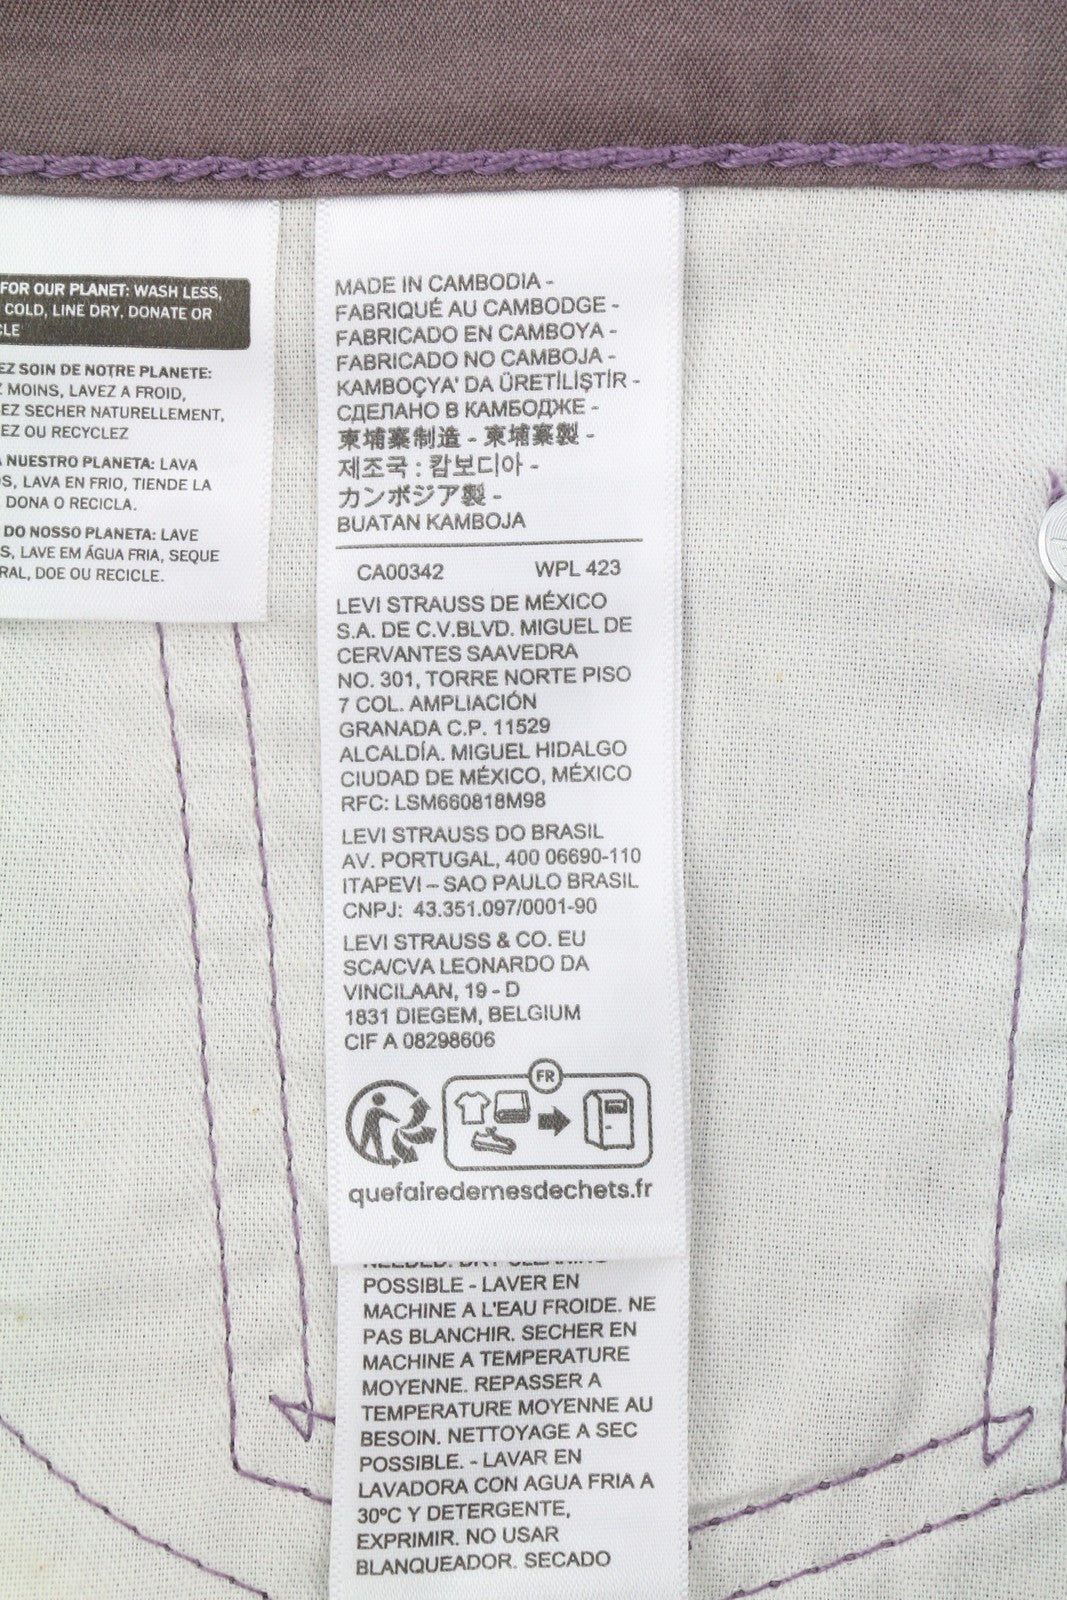 FOR OUR PLANET: WASH LESS,
COLD, LINE DRY, DONATE OR
CLE
EZ SOIN DE NOTRE PLANETE:
MOINS, LAVEZ A FROID,
EZ SECHER NATURELLEMENT,
EZ OU RECYCLEZ
A NUESTRO PLANETA: LAVA
OS, LAVA EN FRIO, TIENDE LA
DONA O RECICLA.
DO NOSSO PLANETA: LAVE
S, LAVE EM ÁGUA FRIA, SEQUE
RAL, DOE OU RECICLE.
MADE IN CAMBODIA -
FABRIQUÉ AU CAMBODGE -
FABRICADO EN CAMBOYA -
FABRICADO NO CAMBOJA -
KAMBOÇYA' DA ÜRETİLİŞTİR -
СДЕЛАНО В КАМБОДЖЕ -
柬埔寨制造 - 柬埔寨製 -
제조국 : 캄보디아 -
カンボジア製 -
BUATAN KAMBOJA
CA00342 WPL 423
LEVI STRAUSS DE MÉXICO
S.A. DE C.V.BLVD. MIGUEL DE
CERVANTES SAAVEDRA
NO. 301, TORRE NORTE PISO
7 COL. AMPLIACIÓN
GRANADA C.P. 11529
ALCALDÍA. MIGUEL HIDALGO
CIUDAD DE MÉXICO, MÉXICO
RFC: LSM660818M98
LEVI STRAUSS DO BRASIL
AV. PORTUGAL, 400 06690-110
ITAPEVI – SAO PAULO BRASIL
CNPJ: 43.351.097/0001-90
LEVI STRAUSS & CO. EU
SCA/CVA LEONARDO DA
VINCILAAN, 19 - D
1831 DIEGEM, BELGIUM
CIF A 08298606
FR
quefairedemesdechets.fr
NEEDED. DRY CLEANING
POSSIBLE - LAVER EN
MACHINE A L'EAU FROIDE. NE
PAS BLANCHIR. SECHER EN
MACHINE A TEMPERATURE
MOYENNE. REPASSER A
TEMPERATURE MOYENNE AU
BESOIN. NETTOYAGE A SEC
POSSIBLE. - LAVAR EN
LAVADORA CON AGUA FRIA A
30ºC Y DETERGENTE,
EXPRIMIR. NO USAR
BLANQUEADOR. SECADO